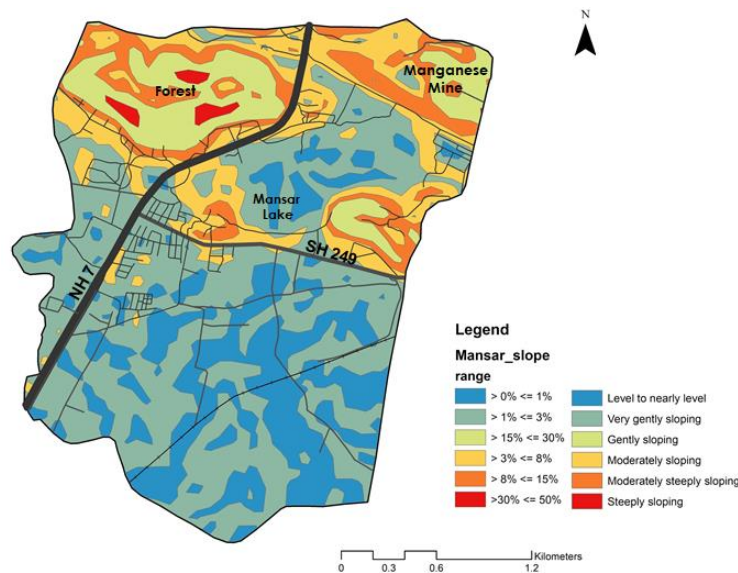 N
Forest
Manganese
Mine
Mansar
Lake
SH 249
NH 7
Legend
Mansar_slope
range
> 0% <= 1% Level to nearly level
> 1% <= 3% Very gently sloping
> 15% <= 30% Gently sloping
> 3% <= 8% Moderately sloping
> 8% <= 15% Moderately steeply sloping
>30% <= 50% Steeply sloping
Kilometers
0 0.3 0.6 1.2